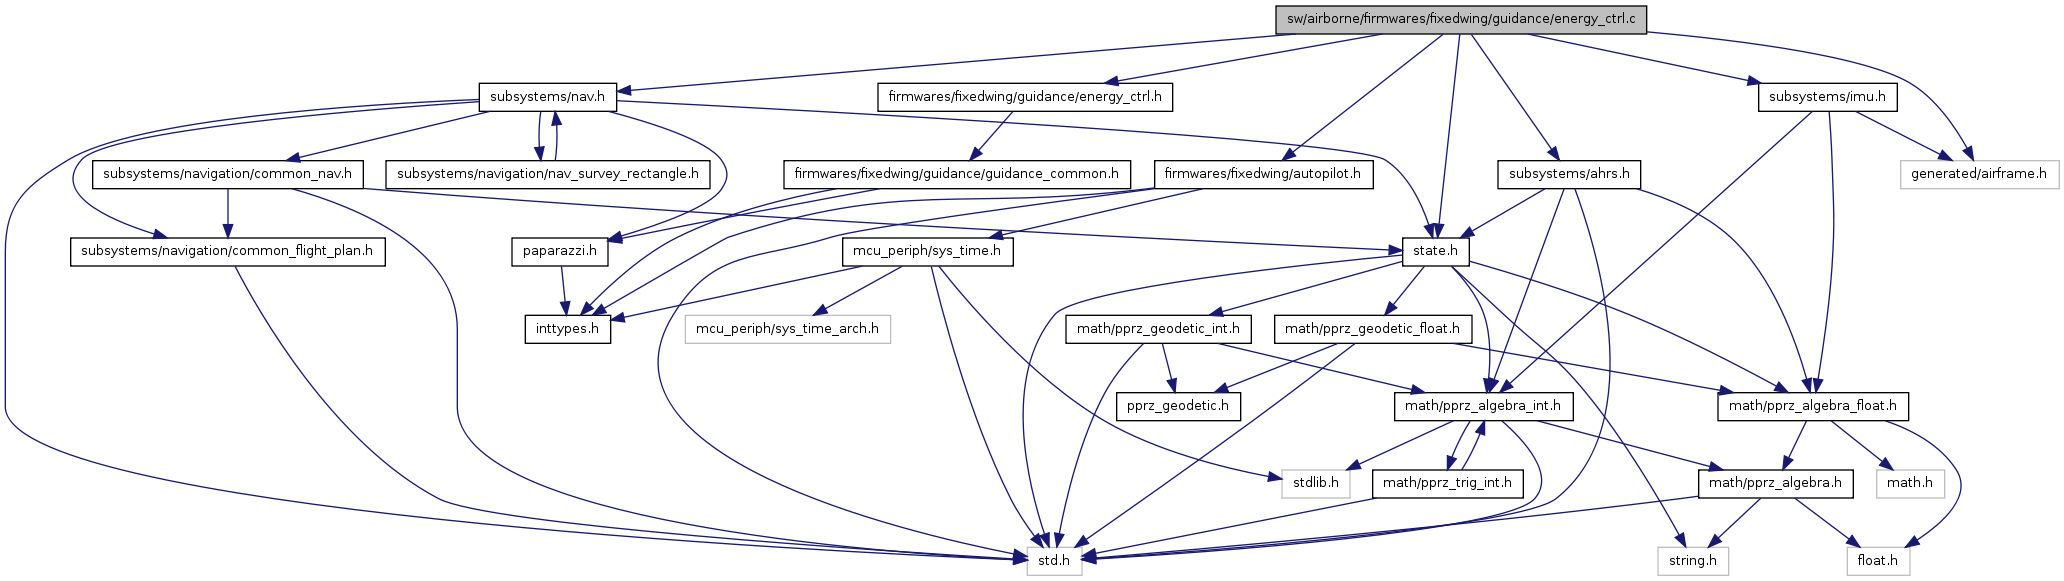 sw/airborne/firmwares/fixedwing/guidance/energy_ctrl.c
subsystems/nav.h
firmwares/fixedwing/guidance/energy_ctrl.h
subsystems/imu.h
subsystems/navigation/common_nav.h
subsystems/navigation/nav_survey_rectangle.h
firmwares/fixedwing/guidance/guidance_common.h
firmwares/fixedwing/autopilot.h
subsystems/ahrs.h
generated/airframe.h
subsystems/navigation/common_flight_plan.h
paparazzi.h
mcu_periph/sys_time.h
state.h
inttypes.h
mcu_periph/sys_time_arch.h
math/pprz_geodetic_int.h
math/pprz_geodetic_float.h
pprz_geodetic.h
math/pprz_algebra_int.h
math/pprz_algebra_float.h
stdlib.h
math/pprz_trig_int.h
math/pprz_algebra.h
math.h
std.h
string.h
float.h